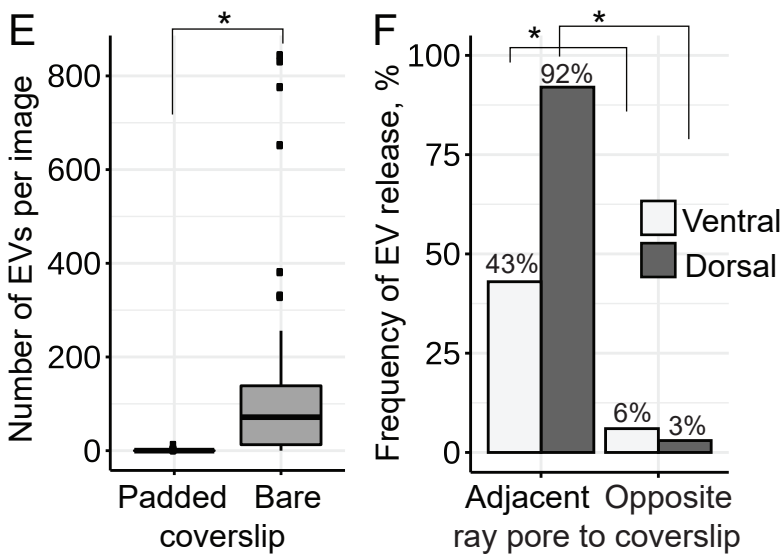 E
*
Number of EVs per image
800
600
400
200
0
Padded Bare
coverslip
F
*
*
Frequency of EV release, %
100
75
50
25
0
92%
43%
6%
3%
Ventral
Dorsal
Adjacent Opposite
ray pore to coverslip